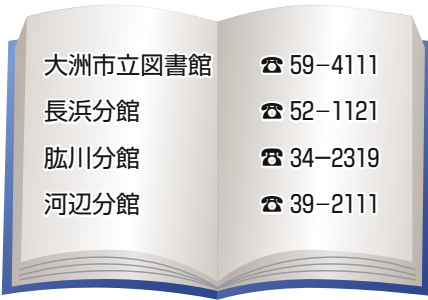 大洲市立図書館 ☎ 59−4111
長浜分館 ☎ 52−1121
肱川分館 ☎ 34−2319
河辺分館 ☎ 39−2111